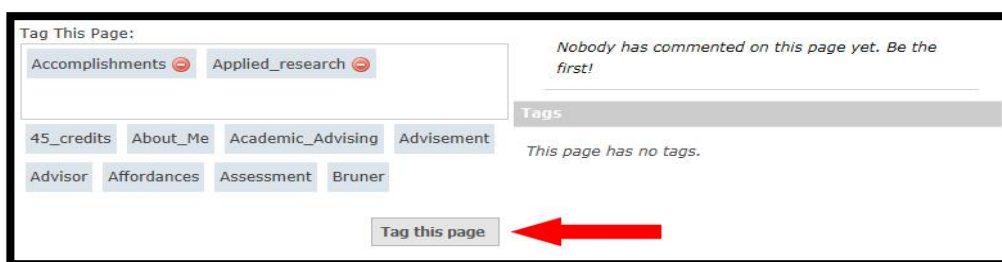 Tag This Page:
Accomplishments Applied_research
45_credits About_Me Academic_Advising Advisement
Advisor Affordances Assessment Bruner
Tag this page
Nobody has commented on this page yet. Be the
first!
Tags
This page has no tags.